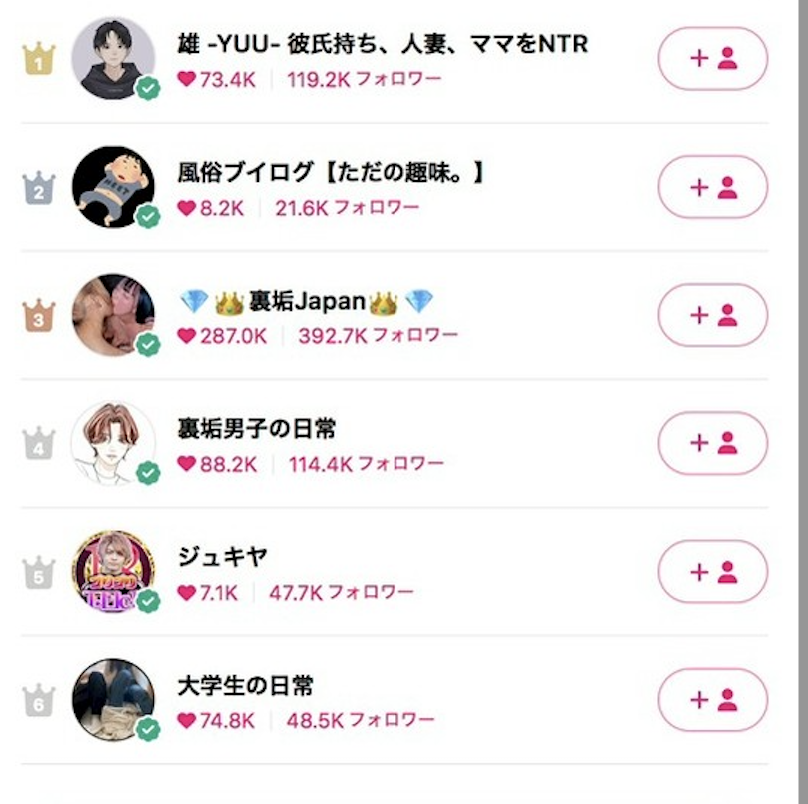 1
雄 -YUU- 彼氏持ち、人妻、ママをNTR
73.4K 119.2K フォロワー
2
風俗ブイログ【ただの趣味。】
8.2K 21.6K フォロワー
3
💎👑裏垢Japan👑💎
287.0K 392.7K フォロワー
4
裏垢男子の日常
88.2K 114.4K フォロワー
5
ジュキヤ
7.1K 47.7K フォロワー
6
大学生の日常
74.8K 48.5K フォロワー